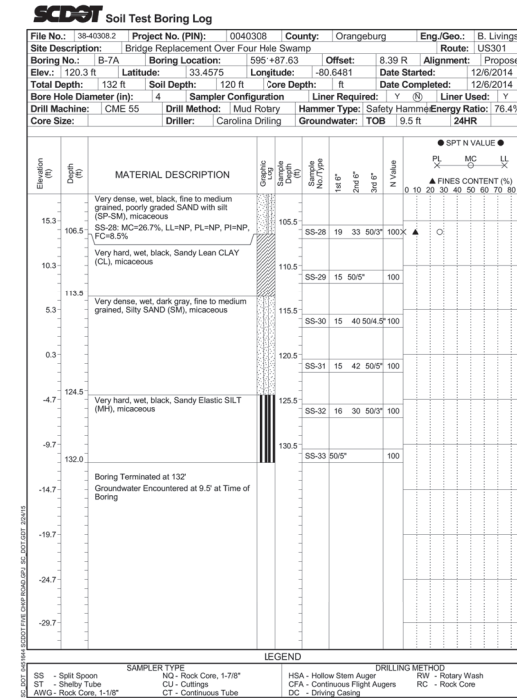 SCDOT Soil Test Boring Log
File No.: 38-40308.2 Project No. (PIN): 0040308 County: Orangeburg Eng./Geo.: B. Livings
Site Description: Bridge Replacement Over Four Hole Swamp Route: US301
Boring No.: B-7A Boring Location: 595+87.63 Offset: 8.39 R Alignment: Propose
Elev.: 120.3 ft Latitude: 33.4575 Longitude: -80.6481 Date Started: 12/6/2014
Total Depth: 132 ft Soil Depth: 120 ft Core Depth: ft Date Completed: 12/6/2014
Bore Hole Diameter (in): 4 Sampler Configuration Liner Required: Y N Liner Used: Y
Drill Machine: CME 55 Drill Method: Mud Rotary Hammer Type: Safety Hamme Energy Ratio: 76.4%
Core Size: Driller: Carolina Driling Groundwater: TOB 9.5 ft 24HR
Elevation (ft) Depth (ft) MATERIAL DESCRIPTION Graphic Log Sample Depth (ft) Sample No./Type 1st 6" 2nd 6" 3rd 6" N Value
● SPT N VALUE ●
PL MC LL
▲ FINES CONTENT (%)
0 10 20 30 40 50 60 70 80
Very dense, wet, black, fine to medium
grained, poorly graded SAND with silt
(SP-SM), micaceous
15.3 105.5
106.5 SS-28: MC=26.7%, LL=NP, PL=NP, PI=NP, SS-28 19 33 50/3" 100
FC=8.5%
Very hard, wet, black, Sandy Lean CLAY
(CL), micaceous
10.3 110.5
SS-29 15 50/5" 100
113.5
Very dense, wet, dark gray, fine to medium
grained, Silty SAND (SM), micaceous
5.3 115.5
SS-30 15 40 50/4.5" 100
0.3 120.5
SS-31 15 42 50/5" 100
124.5
-4.7 Very hard, wet, black, Sandy Elastic SILT 125.5
(MH), micaceous
SS-32 16 30 50/3" 100
-9.7 130.5
SS-33 50/5" 100
132.0
Boring Terminated at 132'
-14.7 Groundwater Encountered at 9.5' at Time of
Boring
-19.7
-24.7
-29.7
LEGEND
SAMPLER TYPE DRILLING METHOD
SS - Split Spoon NQ - Rock Core, 1-7/8" HSA - Hollow Stem Auger RW - Rotary Wash
ST - Shelby Tube CU - Cuttings CFA - Continuous Flight Augers RC - Rock Core
AWG - Rock Core, 1-1/8" CT - Continuous Tube DC - Driving Casing